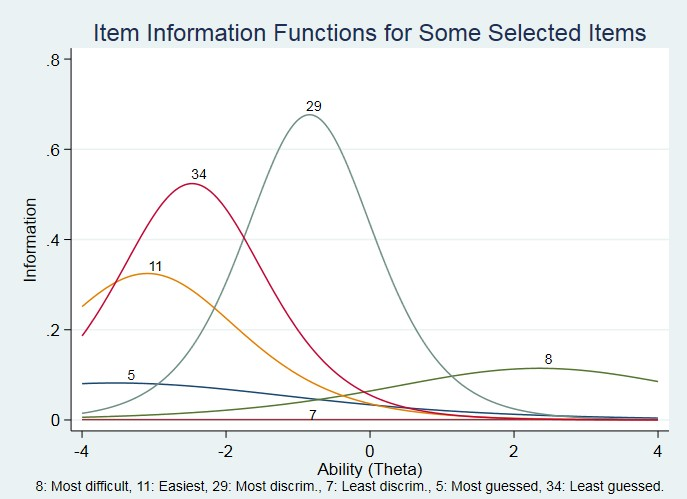 Item Information Functions for Some Selected Items
.8
29
.6
34
Information
.4
11
.2
5
8
0
7
-4 -2 0 2 4
Ability (Theta)
8: Most difficult, 11: Easiest, 29: Most discrim., 7: Least discrim., 5: Most guessed, 34: Least guessed.